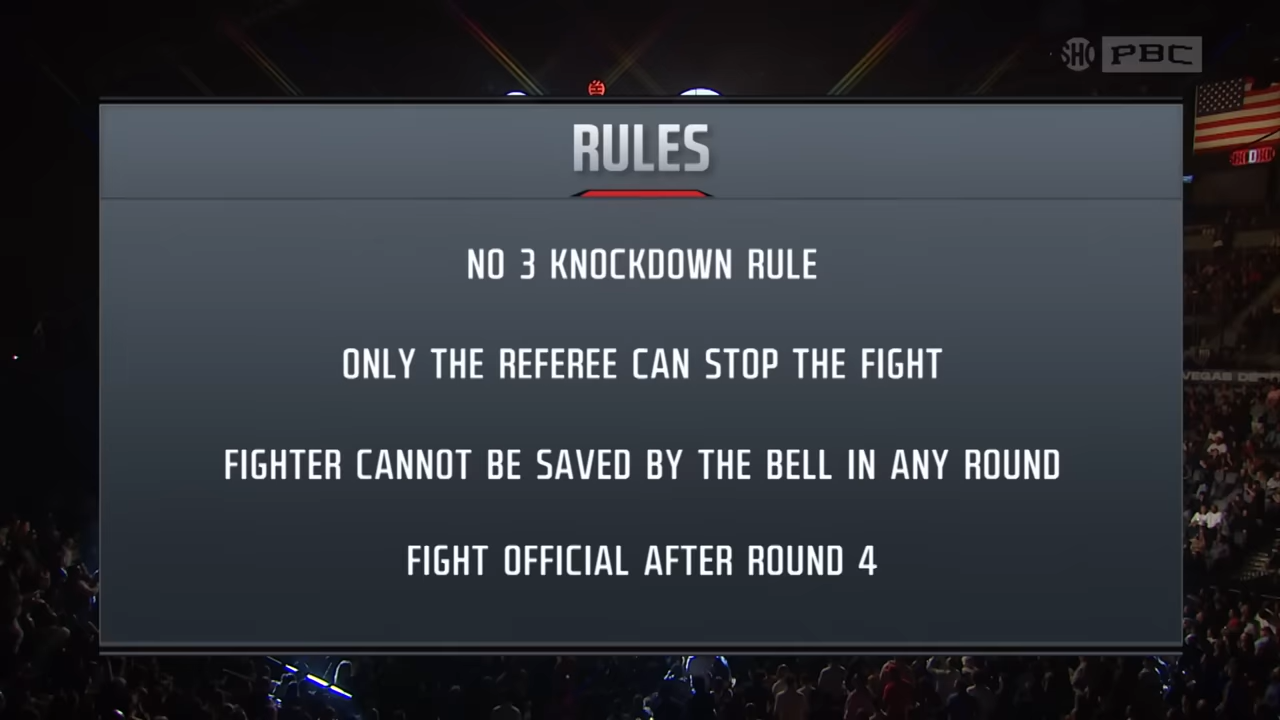 SHO PBC
RULES
NO 3 KNOCKDOWN RULE
ONLY THE REFEREE CAN STOP THE FIGHT
FIGHTER CANNOT BE SAVED BY THE BELL IN ANY ROUND
FIGHT OFFICIAL AFTER ROUND 4
VEGAS